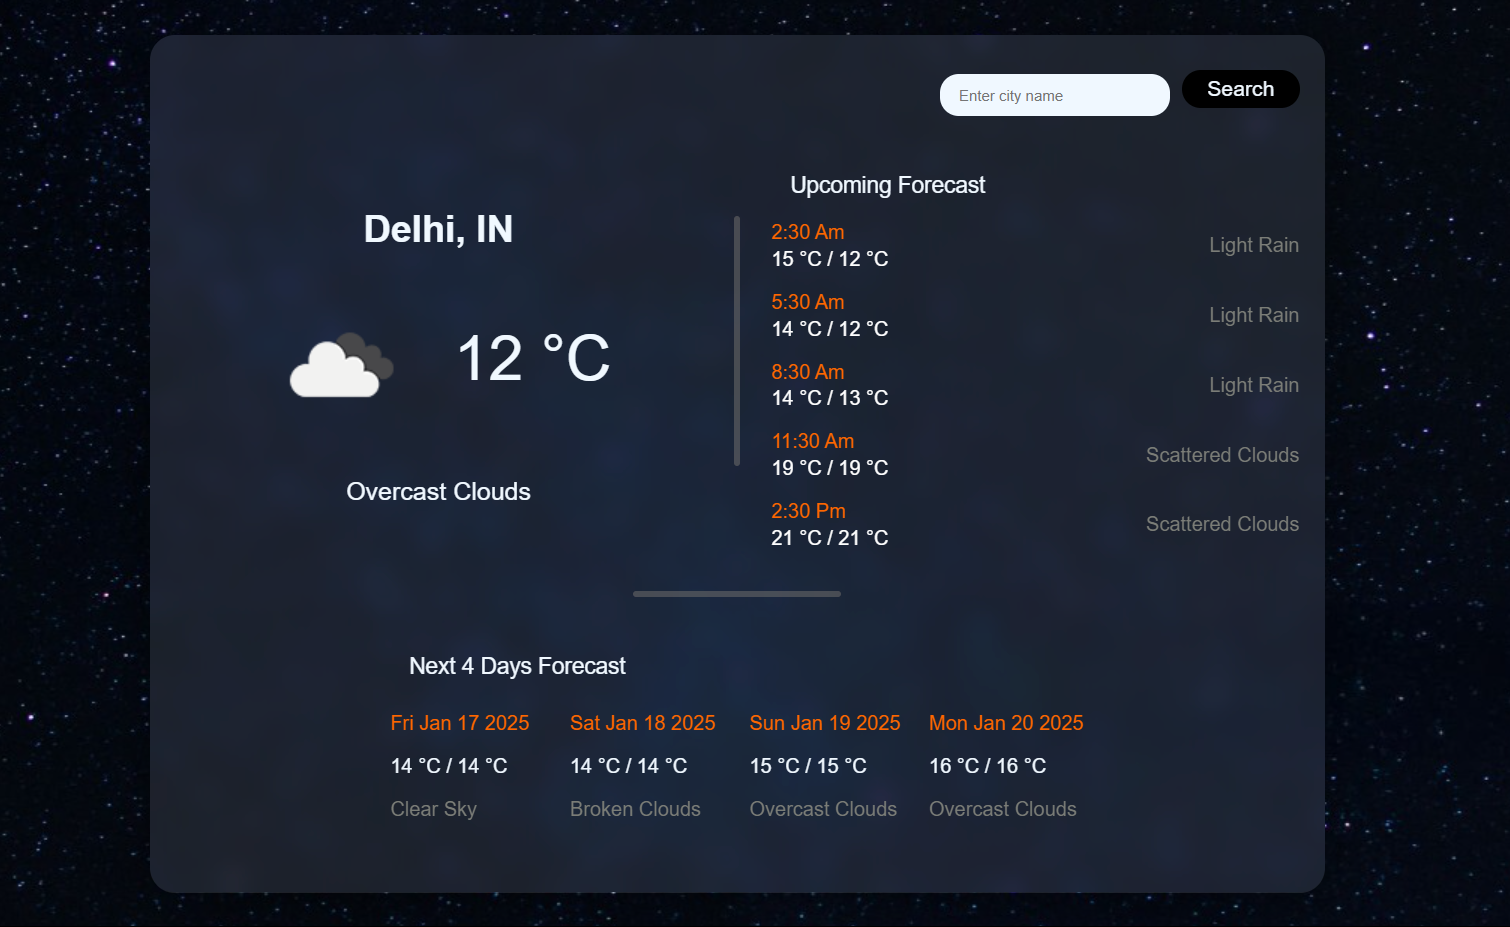 Enter city name
Search
Delhi, IN
12 °C
Overcast Clouds
Upcoming Forecast
2:30 Am
15 °C / 12 °C
Light Rain
5:30 Am
14 °C / 12 °C
Light Rain
8:30 Am
14 °C / 13 °C
Light Rain
11:30 Am
19 °C / 19 °C
Scattered Clouds
2:30 Pm
21 °C / 21 °C
Scattered Clouds
Next 4 Days Forecast
Fri Jan 17 2025
14 °C / 14 °C
Clear Sky
Sat Jan 18 2025
14 °C / 14 °C
Broken Clouds
Sun Jan 19 2025
15 °C / 15 °C
Overcast Clouds
Mon Jan 20 2025
16 °C / 16 °C
Overcast Clouds